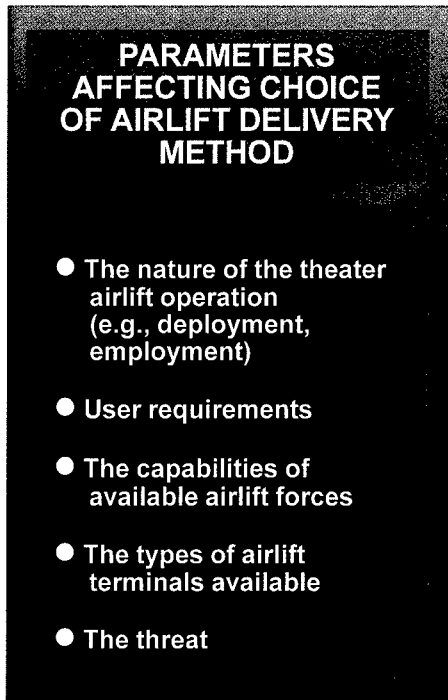 PARAMETERS
AFFECTING CHOICE
OF AIRLIFT DELIVERY
METHOD
● The nature of the theater
airlift operation
(e.g., deployment,
employment)
● User requirements
● The capabilities of
available airlift forces
● The types of airlift
terminals available
● The threat